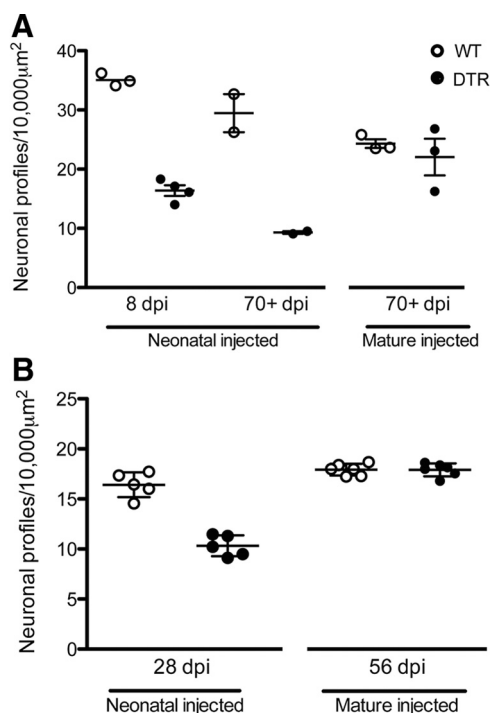 A
WT
DTR
Neuronal profiles/10,000μm²
40
30
20
10
0
8 dpi 70+ dpi 70+ dpi
Neonatal injected Mature injected
B
Neuronal profiles/10,000μm²
25
20
15
10
5
0
28 dpi 56 dpi
Neonatal injected Mature injected